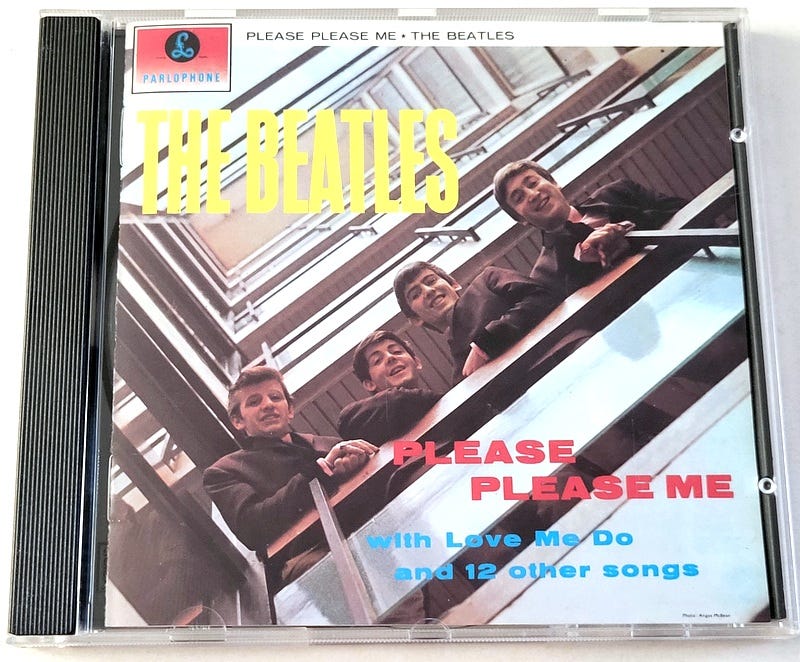 PLEASE PLEASE ME ★ THE BEATLES
£
PARLOPHONE
THE BEATLES
PLEASE
PLEASE ME
with Love Me Do
and 12 other songs
Photo: Angus McBean